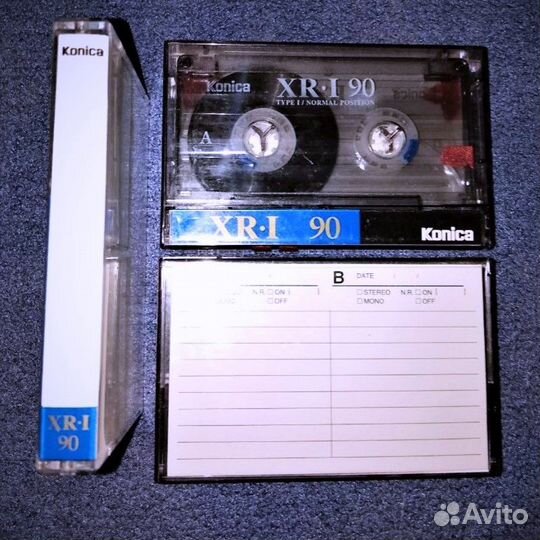 Konica
XR·I
90
Konica XR·I 90
TYPE I / NORMAL POSITION
A
XR·I 90 Konica
B DATE / /
N.R. □ ON [ ] □ STEREO N.R. □ ON [ ]
□ OFF □ MONO □ OFF
Avito